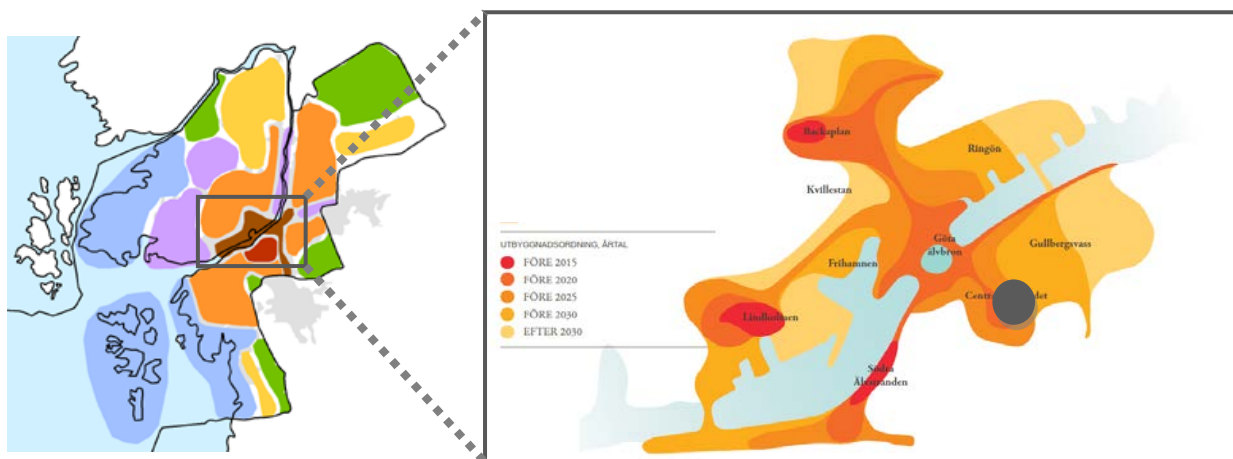 Backaplan
Ringön
Kvillestan
UTBYGGNADSORDNING, ÅRTAL
FÖRE 2015
FÖRE 2020
FÖRE 2025
FÖRE 2030
EFTER 2030
Göta
älvbron
Gullbergsvass
Frihamnen
Lindholmen
Södra
Älvstranden